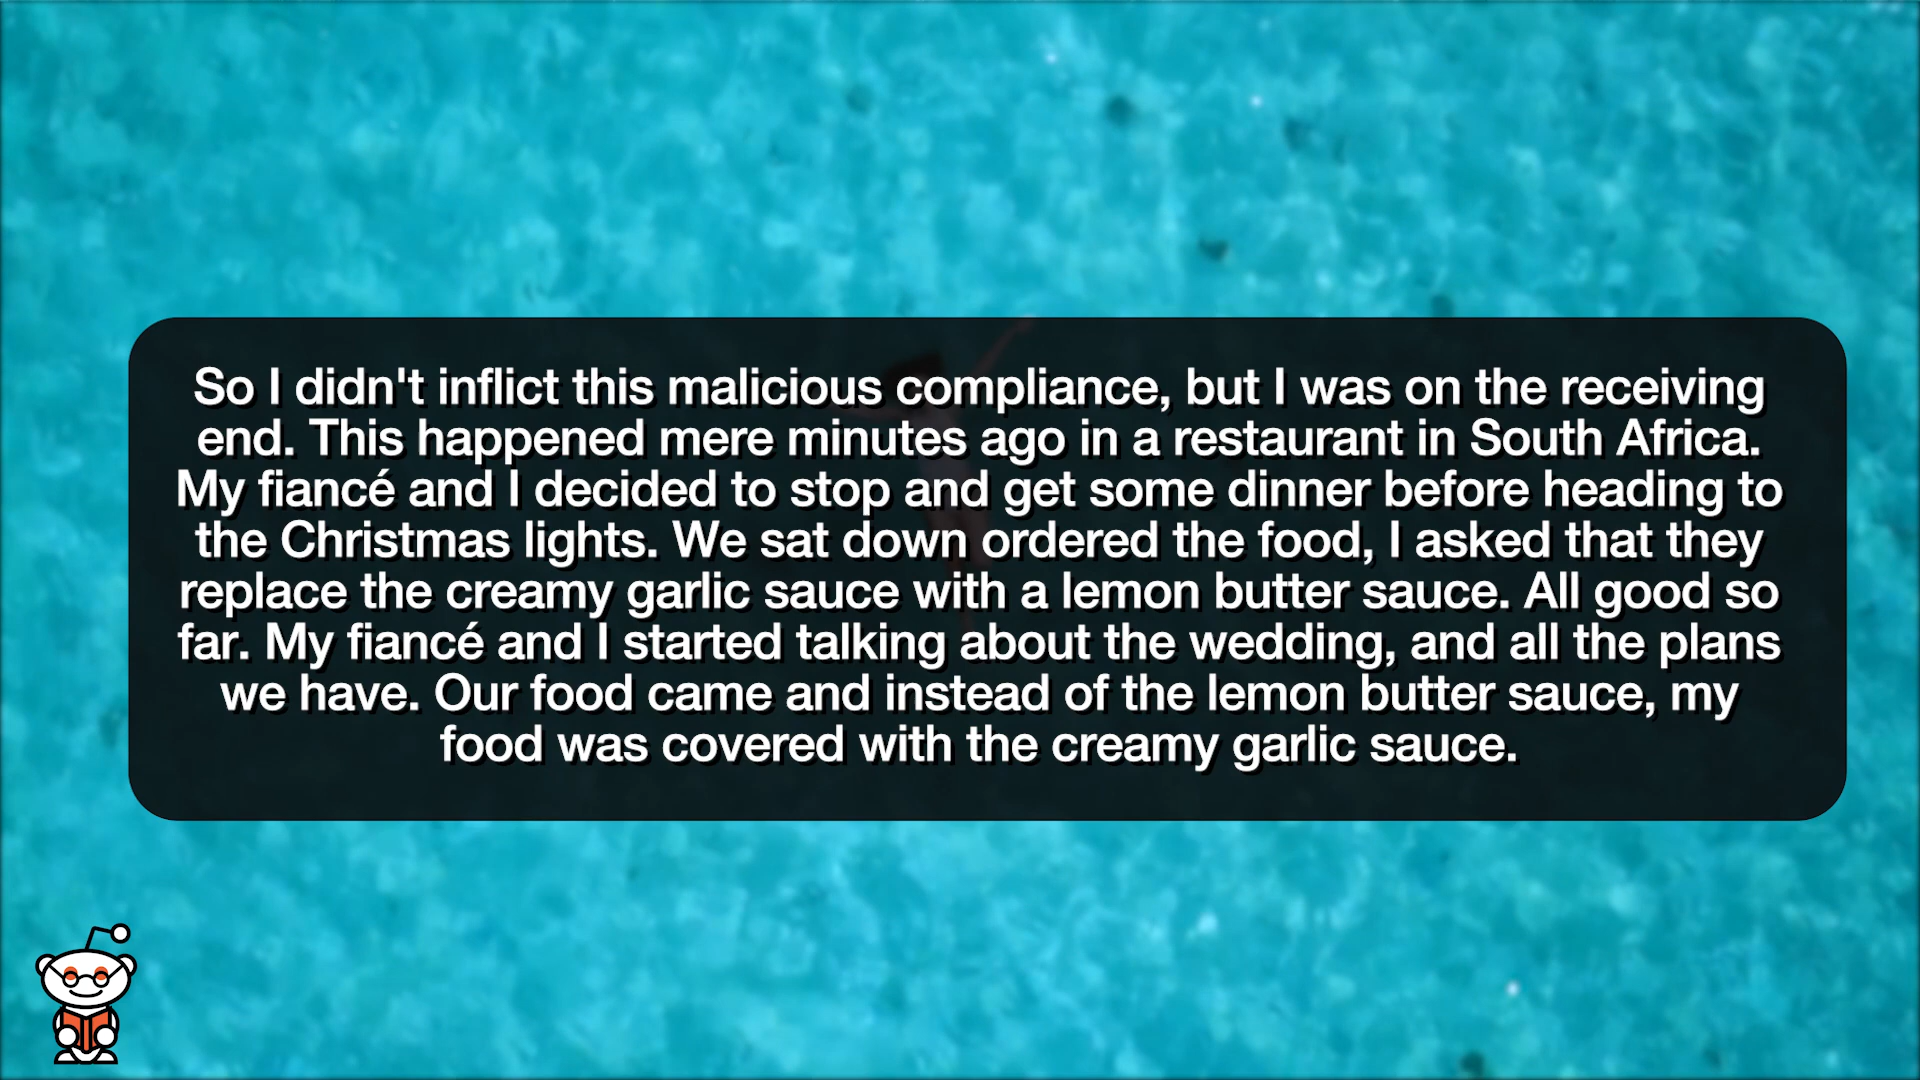 So I didn't inflict this malicious compliance, but I was on the receiving
end. This happened mere minutes ago in a restaurant in South Africa.
My fiancé and I decided to stop and get some dinner before heading to
the Christmas lights. We sat down ordered the food, I asked that they
replace the creamy garlic sauce with a lemon butter sauce. All good so
far. My fiancé and I started talking about the wedding, and all the plans
we have. Our food came and instead of the lemon butter sauce, my
food was covered with the creamy garlic sauce.